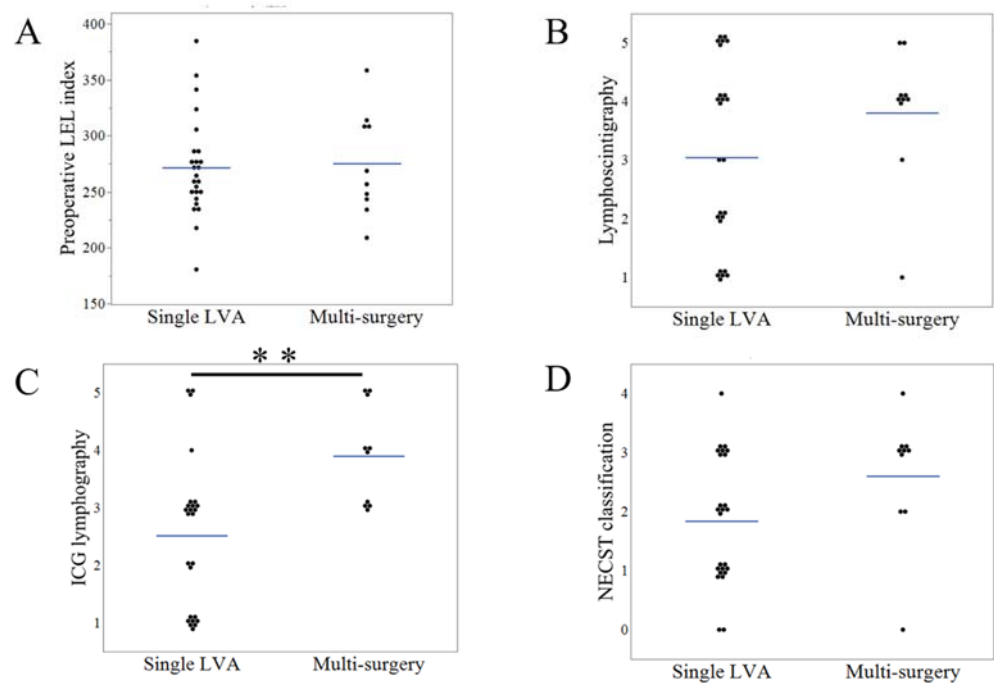 A
Preoperative LEL index
400
350
300
250
200
150
Single LVA
Multi-surgery
B
Lymphoscintigraphy
5
4
3
2
1
Single LVA
Multi-surgery
C
* *
ICG lymphography
5
4
3
2
1
Single LVA
Multi-surgery
D
NECST classification
4
3
2
1
0
Single LVA
Multi-surgery